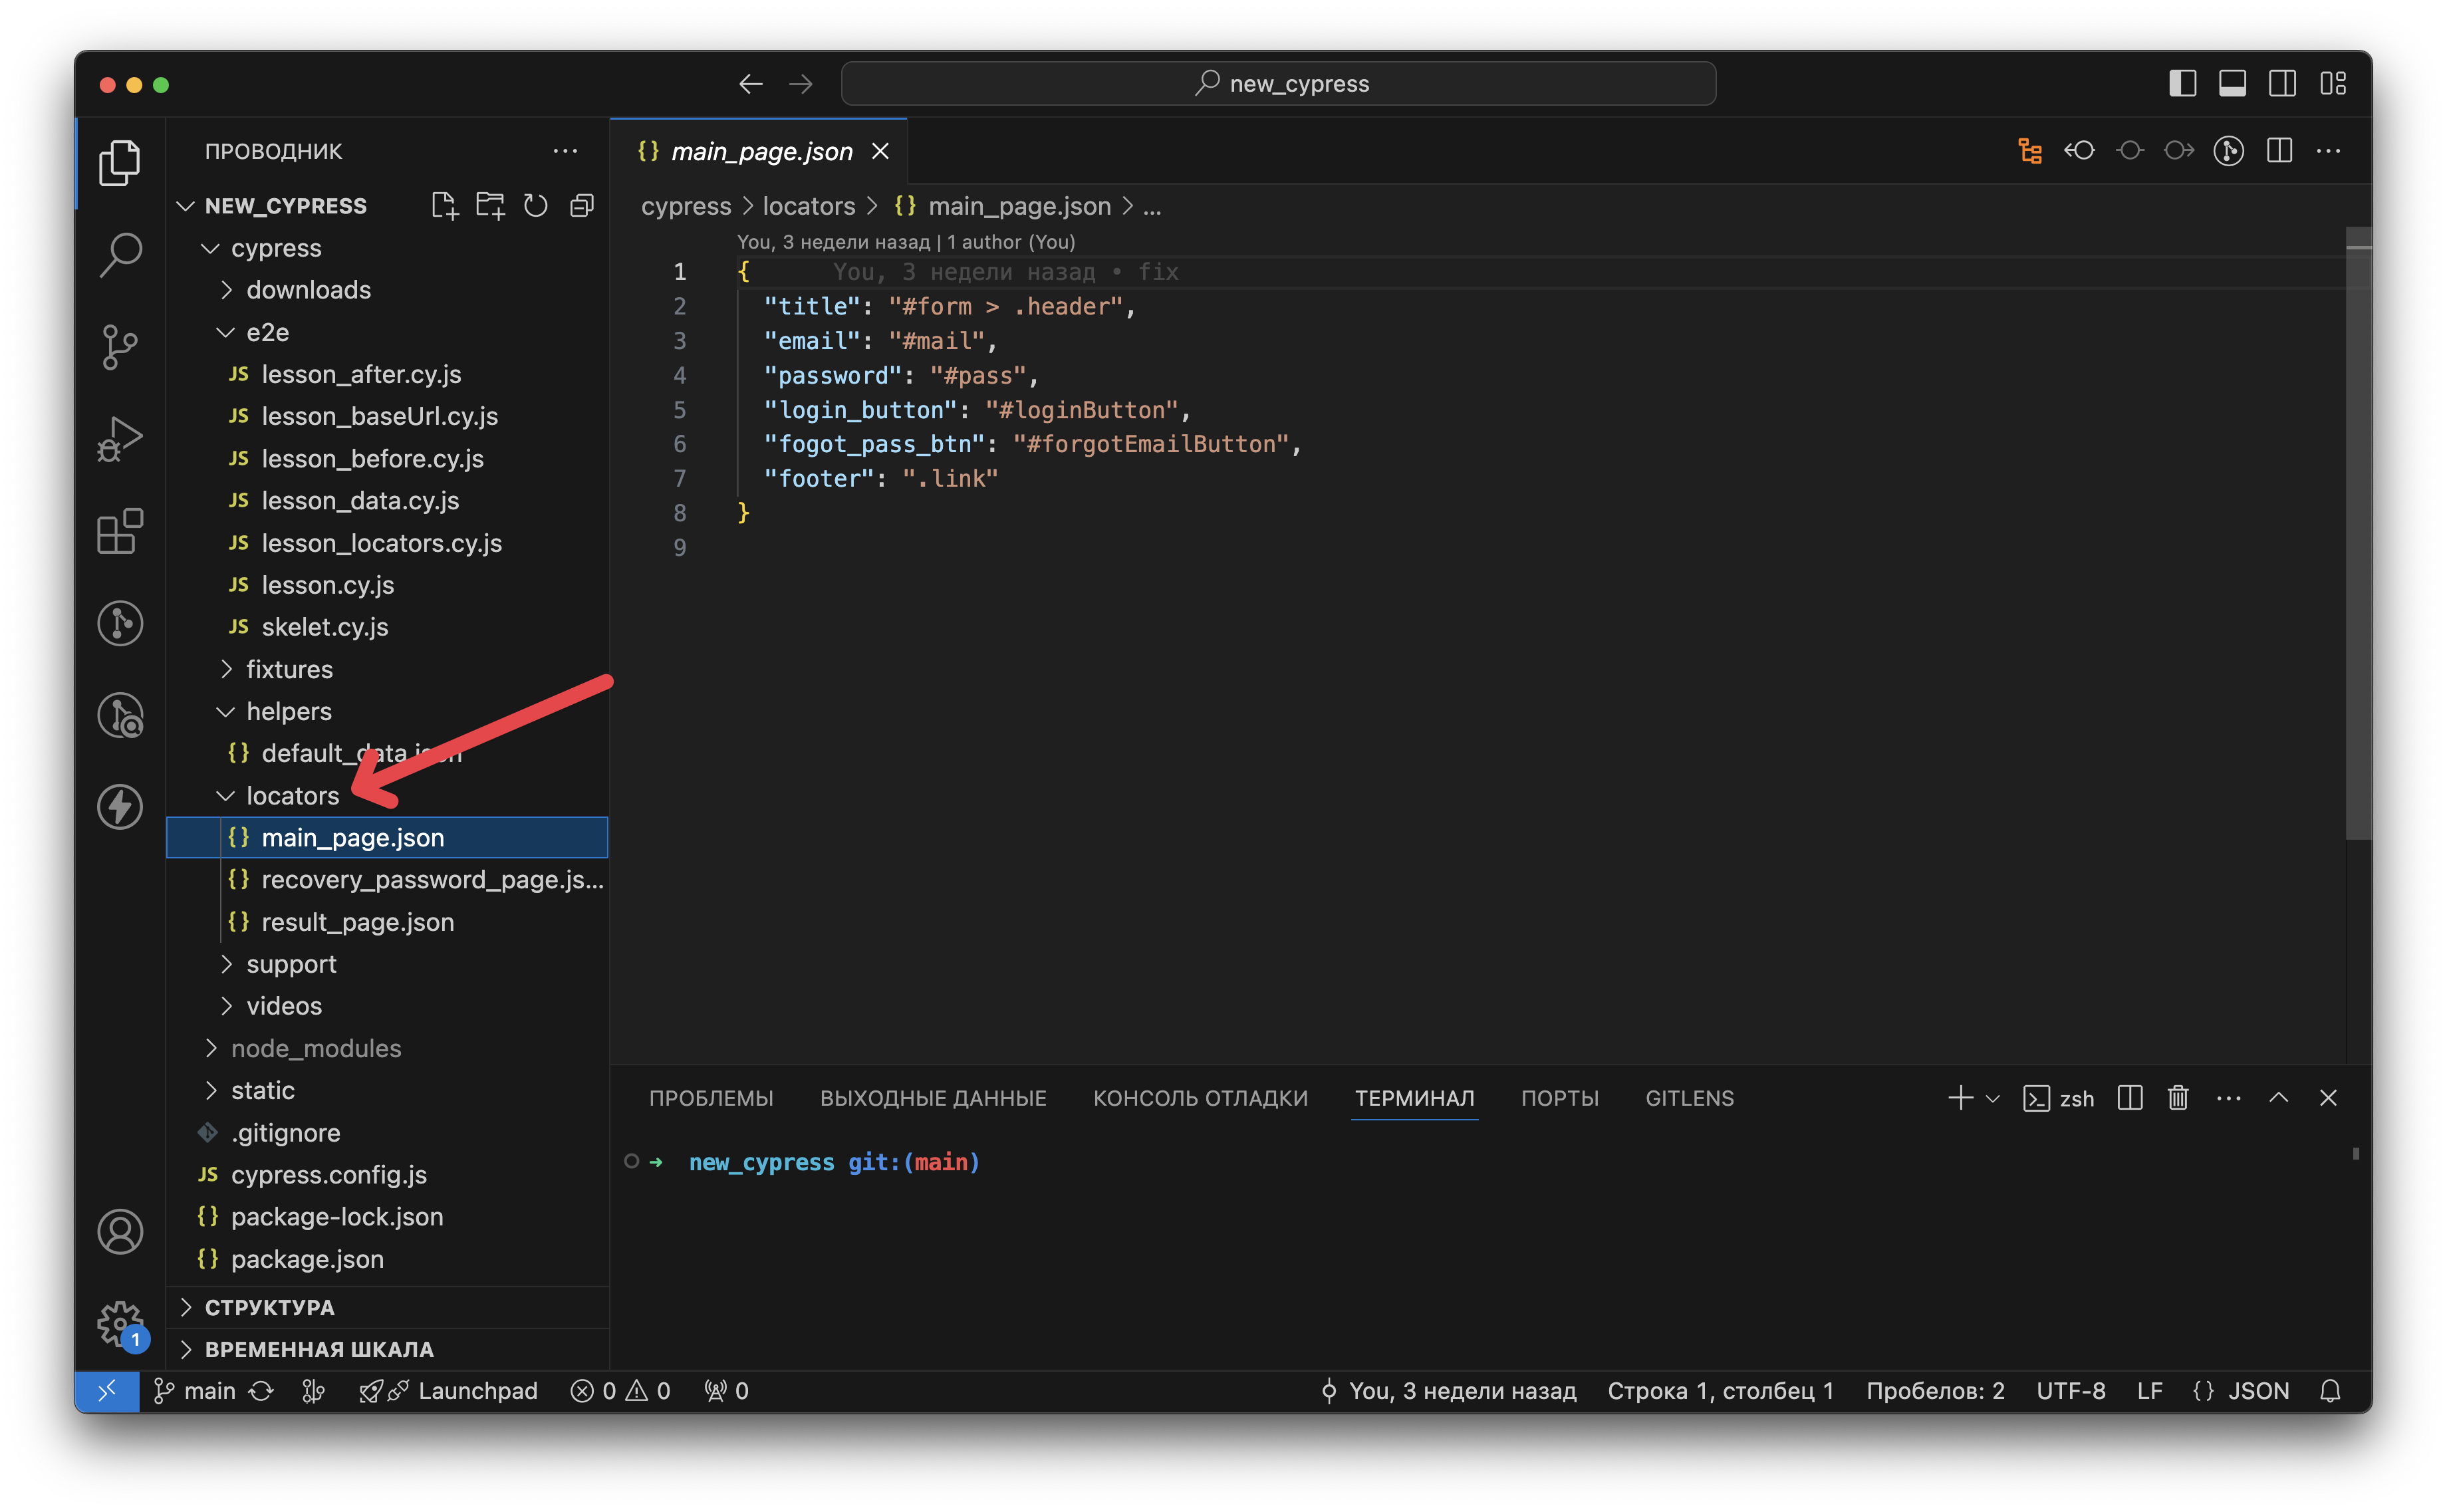 new_cypress
ПРОВОДНИК
NEW_CYPRESS
cypress
downloads
e2e
JS lesson_after.cy.js
JS lesson_baseUrl.cy.js
JS lesson_before.cy.js
JS lesson_data.cy.js
JS lesson_locators.cy.js
JS lesson.cy.js
JS skelet.cy.js
fixtures
helpers
{} default_data.json
locators
{} main_page.json
{} recovery_password_page.js...
{} result_page.json
support
videos
node_modules
static
.gitignore
JS cypress.config.js
{} package-lock.json
{} package.json
СТРУКТУРА
ВРЕМЕННАЯ ШКАЛА
1
{} main_page.json
cypress > locators > {} main_page.json > ...
You, 3 недели назад | 1 author (You)
1 { You, 3 недели назад • fix
2 "title": "#form > .header",
3 "email": "#mail",
4 "password": "#pass",
5 "login_button": "#loginButton",
6 "fogot_pass_btn": "#forgotEmailButton",
7 "footer": ".link"
8 }
9
ПРОБЛЕМЫ ВЫХОДНЫЕ ДАННЫЕ КОНСОЛЬ ОТЛАДКИ ТЕРМИНАЛ ПОРТЫ GITLENS zsh
→ new_cypress git:(main)
main Launchpad 0 0 0 You, 3 недели назад Строка 1, столбец 1 Пробелов: 2 UTF-8 LF {} JSON